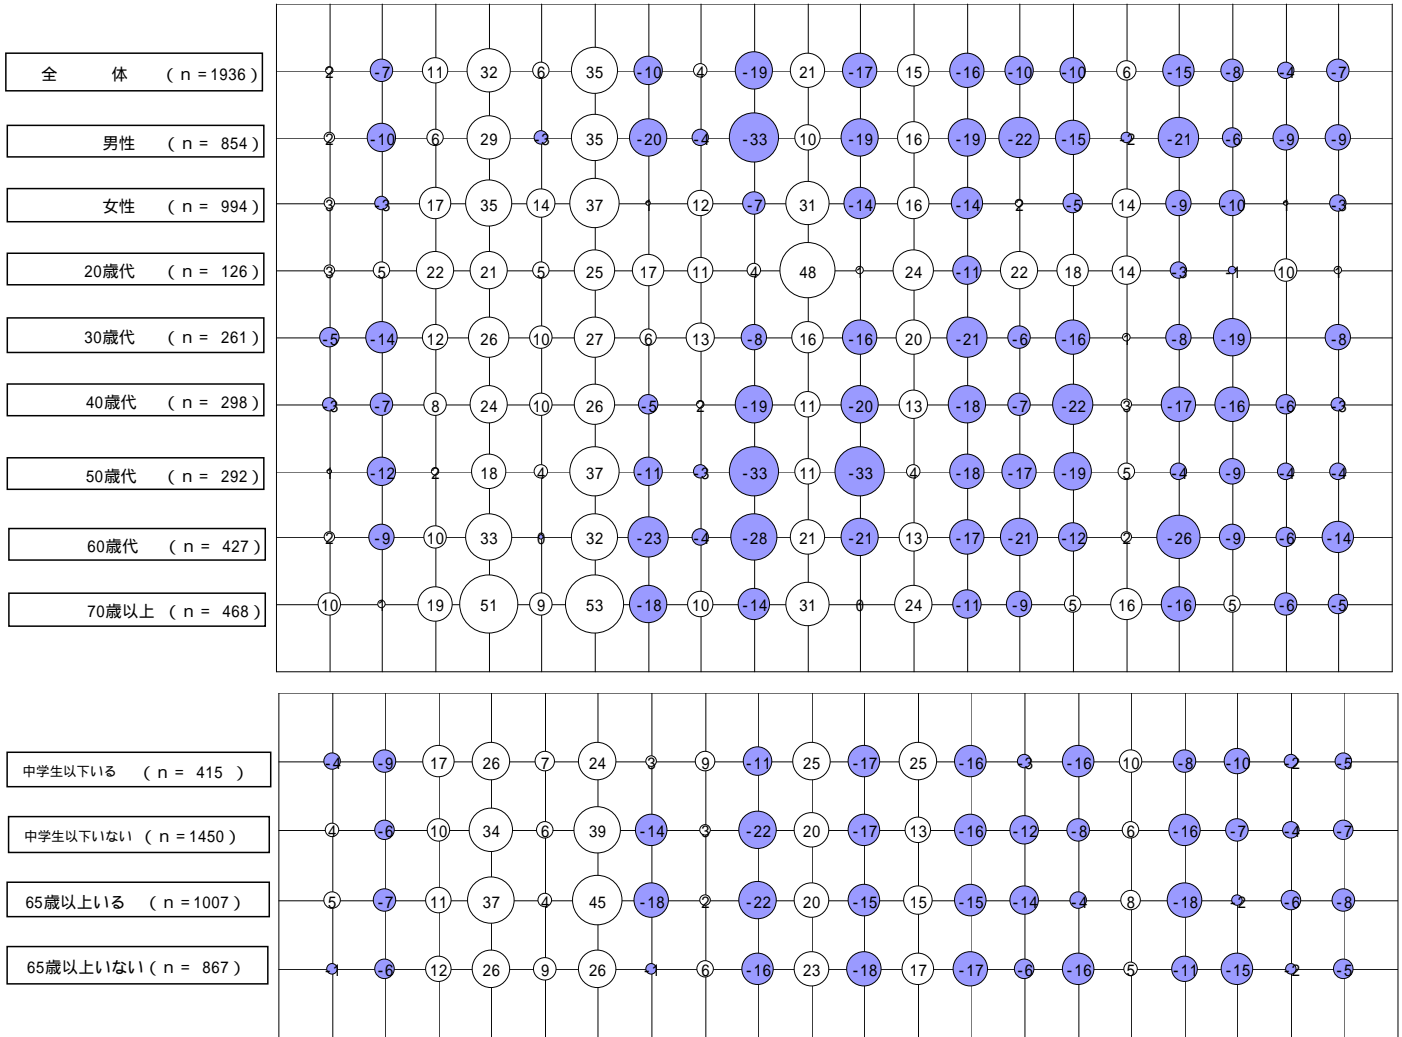 全 体 (n=1936) 2 -7 11 32 6 35 -10 4 -19 21 -17 15 -16 -10 -10 6 -15 -8 -4 -7
男性 (n= 854) 2 -10 6 29 -3 35 -20 -4 -33 10 -19 16 -19 -22 -15 -2 -21 -6 -9 -9
女性 (n= 994) 3 -3 17 35 14 37 1 12 -7 31 -14 16 -14 2 -5 14 -9 -10 1 -3
20歳代 (n= 126) 3 5 22 21 5 25 17 11 4 48 24 -11 22 18 14 -3 -1 10
30歳代 (n= 261) -5 -14 12 26 10 27 6 13 -8 16 -16 20 -21 -6 -16 1 -8 -19 -8
40歳代 (n= 298) -3 -7 8 24 10 26 -5 2 -19 11 -20 13 -18 -7 -22 3 -17 -16 -6 -3
50歳代 (n= 292) 1 -12 2 18 4 37 -11 -3 -33 11 -33 4 -18 -17 -19 5 -4 -9 -4 -4
60歳代 (n= 427) 2 -9 10 33 0 32 -23 -4 -28 21 -21 13 -17 -21 -12 2 -26 -9 -6 -14
70歳以上 (n= 468) 10 19 51 9 53 -18 10 -14 31 0 24 -11 -9 5 16 -16 5 -6 -5
中学生以下いる (n= 415 ) -4 -9 17 26 7 24 3 9 -11 25 -17 25 -16 -3 -16 10 -8 -10 -2 -5
中学生以下いない (n=1450) 4 -6 10 34 6 39 -14 3 -22 20 -17 13 -16 -12 -8 6 -16 -7 -4 -7
65歳以上いる (n=1007) 5 -7 11 37 4 45 -18 2 -22 20 -15 15 -15 -14 -4 8 -18 -2 -6 -8
65歳以上いない(n= 867) -1 -6 12 26 9 26 -1 6 -16 23 -18 17 -17 -6 -16 5 -11 -15 -2 -5